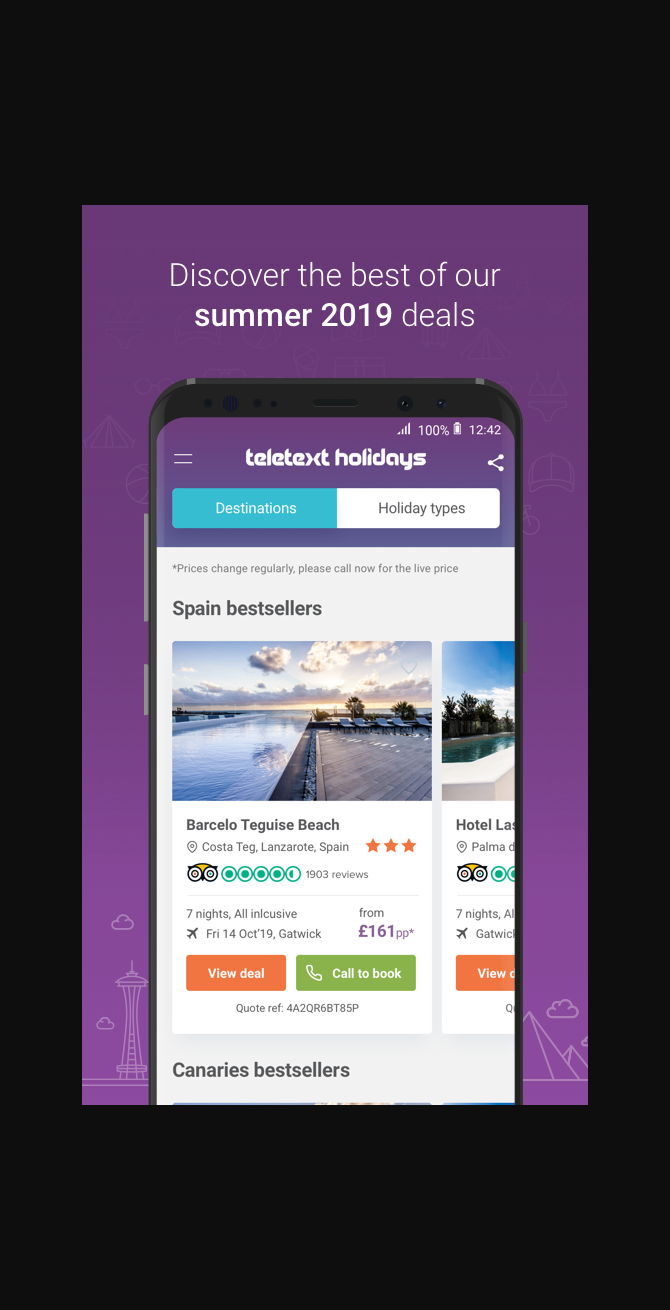 Discover the best of our
summer 2019 deals
100% 12:42
teletext holidays
Destinations Holiday types
*Prices change regularly, please call now for the live price
Spain bestsellers
Barcelo Teguise Beach
Costa Teg, Lanzarote, Spain
1903 reviews
7 nights, All inlcusive
from
Fri 14 Oct'19, Gatwick
£161pp*
View deal
Call to book
Quote ref: 4A2QR6BT85P
Hotel Las
Palma d
7 nights, Al
Gatwic
View d
Qu
Canaries bestsellers